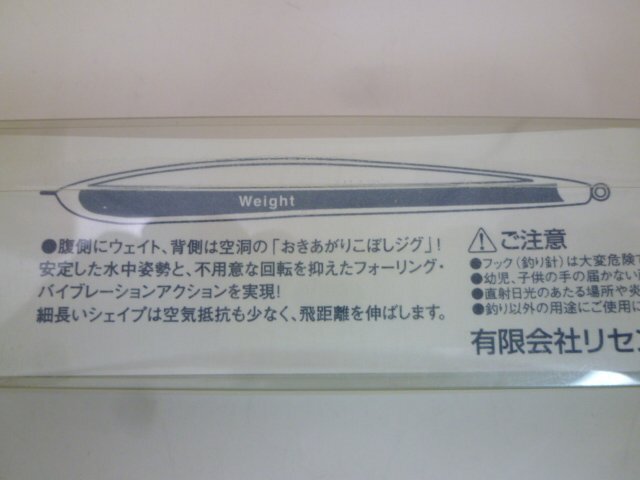 Weight
●腹側にウェイト、背側は空洞の「おきあがりこぼしジグ」!
安定した水中姿勢と、不用意な回転を抑えたフォーリング・
バイブレーションアクションを実現!
細長いシェイプは空気抵抗も少なく、飛距離を伸ばします。
ご注意
●フック(釣り針)は大変危険で
●幼児、子供の手の届かない
●直射日光のあたる場所や炎
●釣り以外の用途にご使用に
有限会社リセ